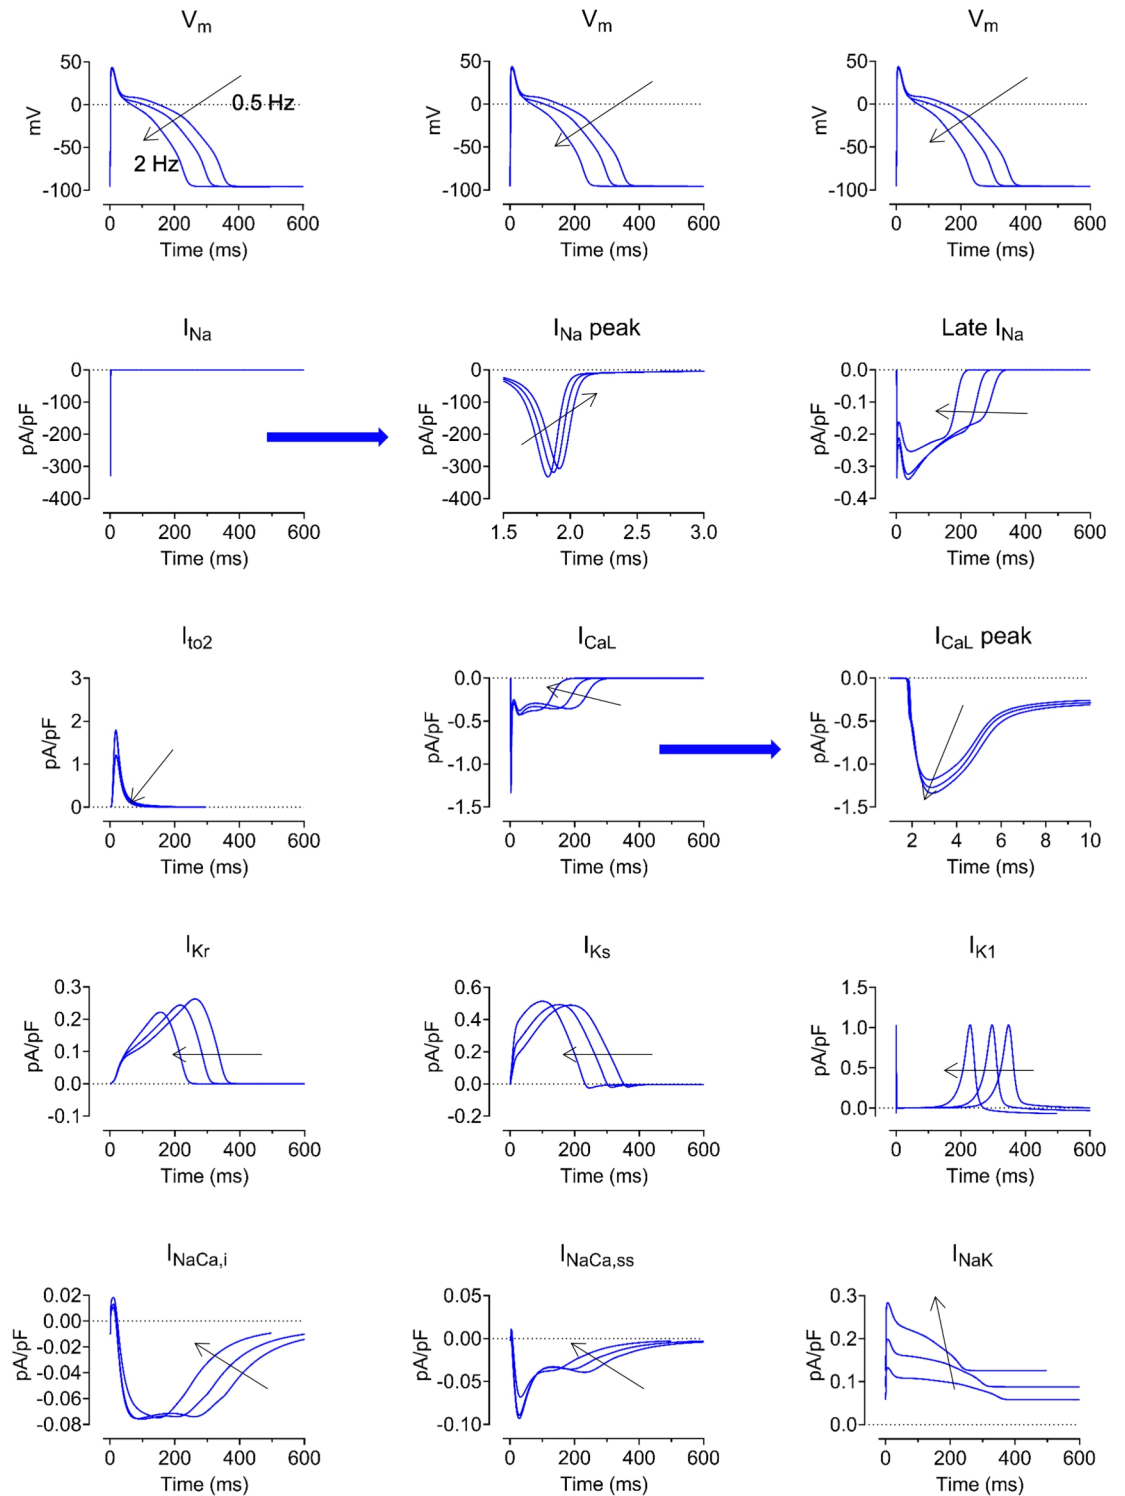 Vm Vm Vm
50 50 50
0.5 Hz
0 0 0
mV mV mV
-50 -50 -50
2 Hz
-100 -100 -100
0 200 400 600 0 200 400 600 0 200 400 600
Time (ms) Time (ms) Time (ms)
INa INa peak Late INa
0 0 0.0
-100 -100 -0.1
pA/pF pA/pF pA/pF
-200 -200 -0.2
-300 -300 -0.3
-400 -400 -0.4
0 200 400 600 1.5 2.0 2.5 3.0 0 200 400 600
Time (ms) Time (ms) Time (ms)
Ito2 ICaL ICaL peak
3 0.0 0.0
2 -0.5 -0.5
pA/pF pA/pF pA/pF
1 -1.0 -1.0
0 -1.5 -1.5
0 200 400 600 0 200 400 600 2 4 6 8 10
Time (ms) Time (ms) Time (ms)
IKr IKs IK1
0.3 0.6 1.5
0.2 0.4 1.0
pA/pF pA/pF pA/pF
0.1 0.2 0.5
0.0 0.0 0.0
-0.1 -0.2
0 200 400 600 0 200 400 600 0 200 400 600
Time (ms) Time (ms) Time (ms)
INaCa,i INaCa,ss INaK
0.02 0.05 0.3
0.00 0.00 0.2
-0.02
pA/pF pA/pF pA/pF
-0.04 -0.05 0.1
-0.06
-0.08 -0.10 0.0
0 200 400 600 0 200 400 600 0 200 400 600
Time (ms) Time (ms) Time (ms)